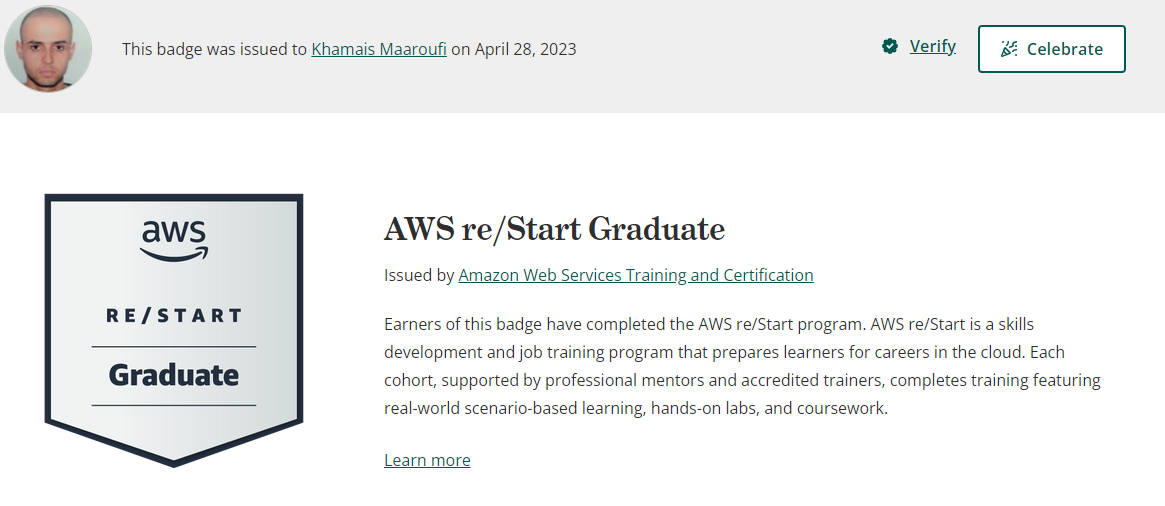 This badge was issued to Khamais Maaroufi on April 28, 2023
Verify
Celebrate
aws
RE/START
Graduate
AWS re/Start Graduate
Issued by Amazon Web Services Training and Certification
Earners of this badge have completed the AWS re/Start program. AWS re/Start is a skills
development and job training program that prepares learners for careers in the cloud. Each
cohort, supported by professional mentors and accredited trainers, completes training featuring
real-world scenario-based learning, hands-on labs, and coursework.
Learn more